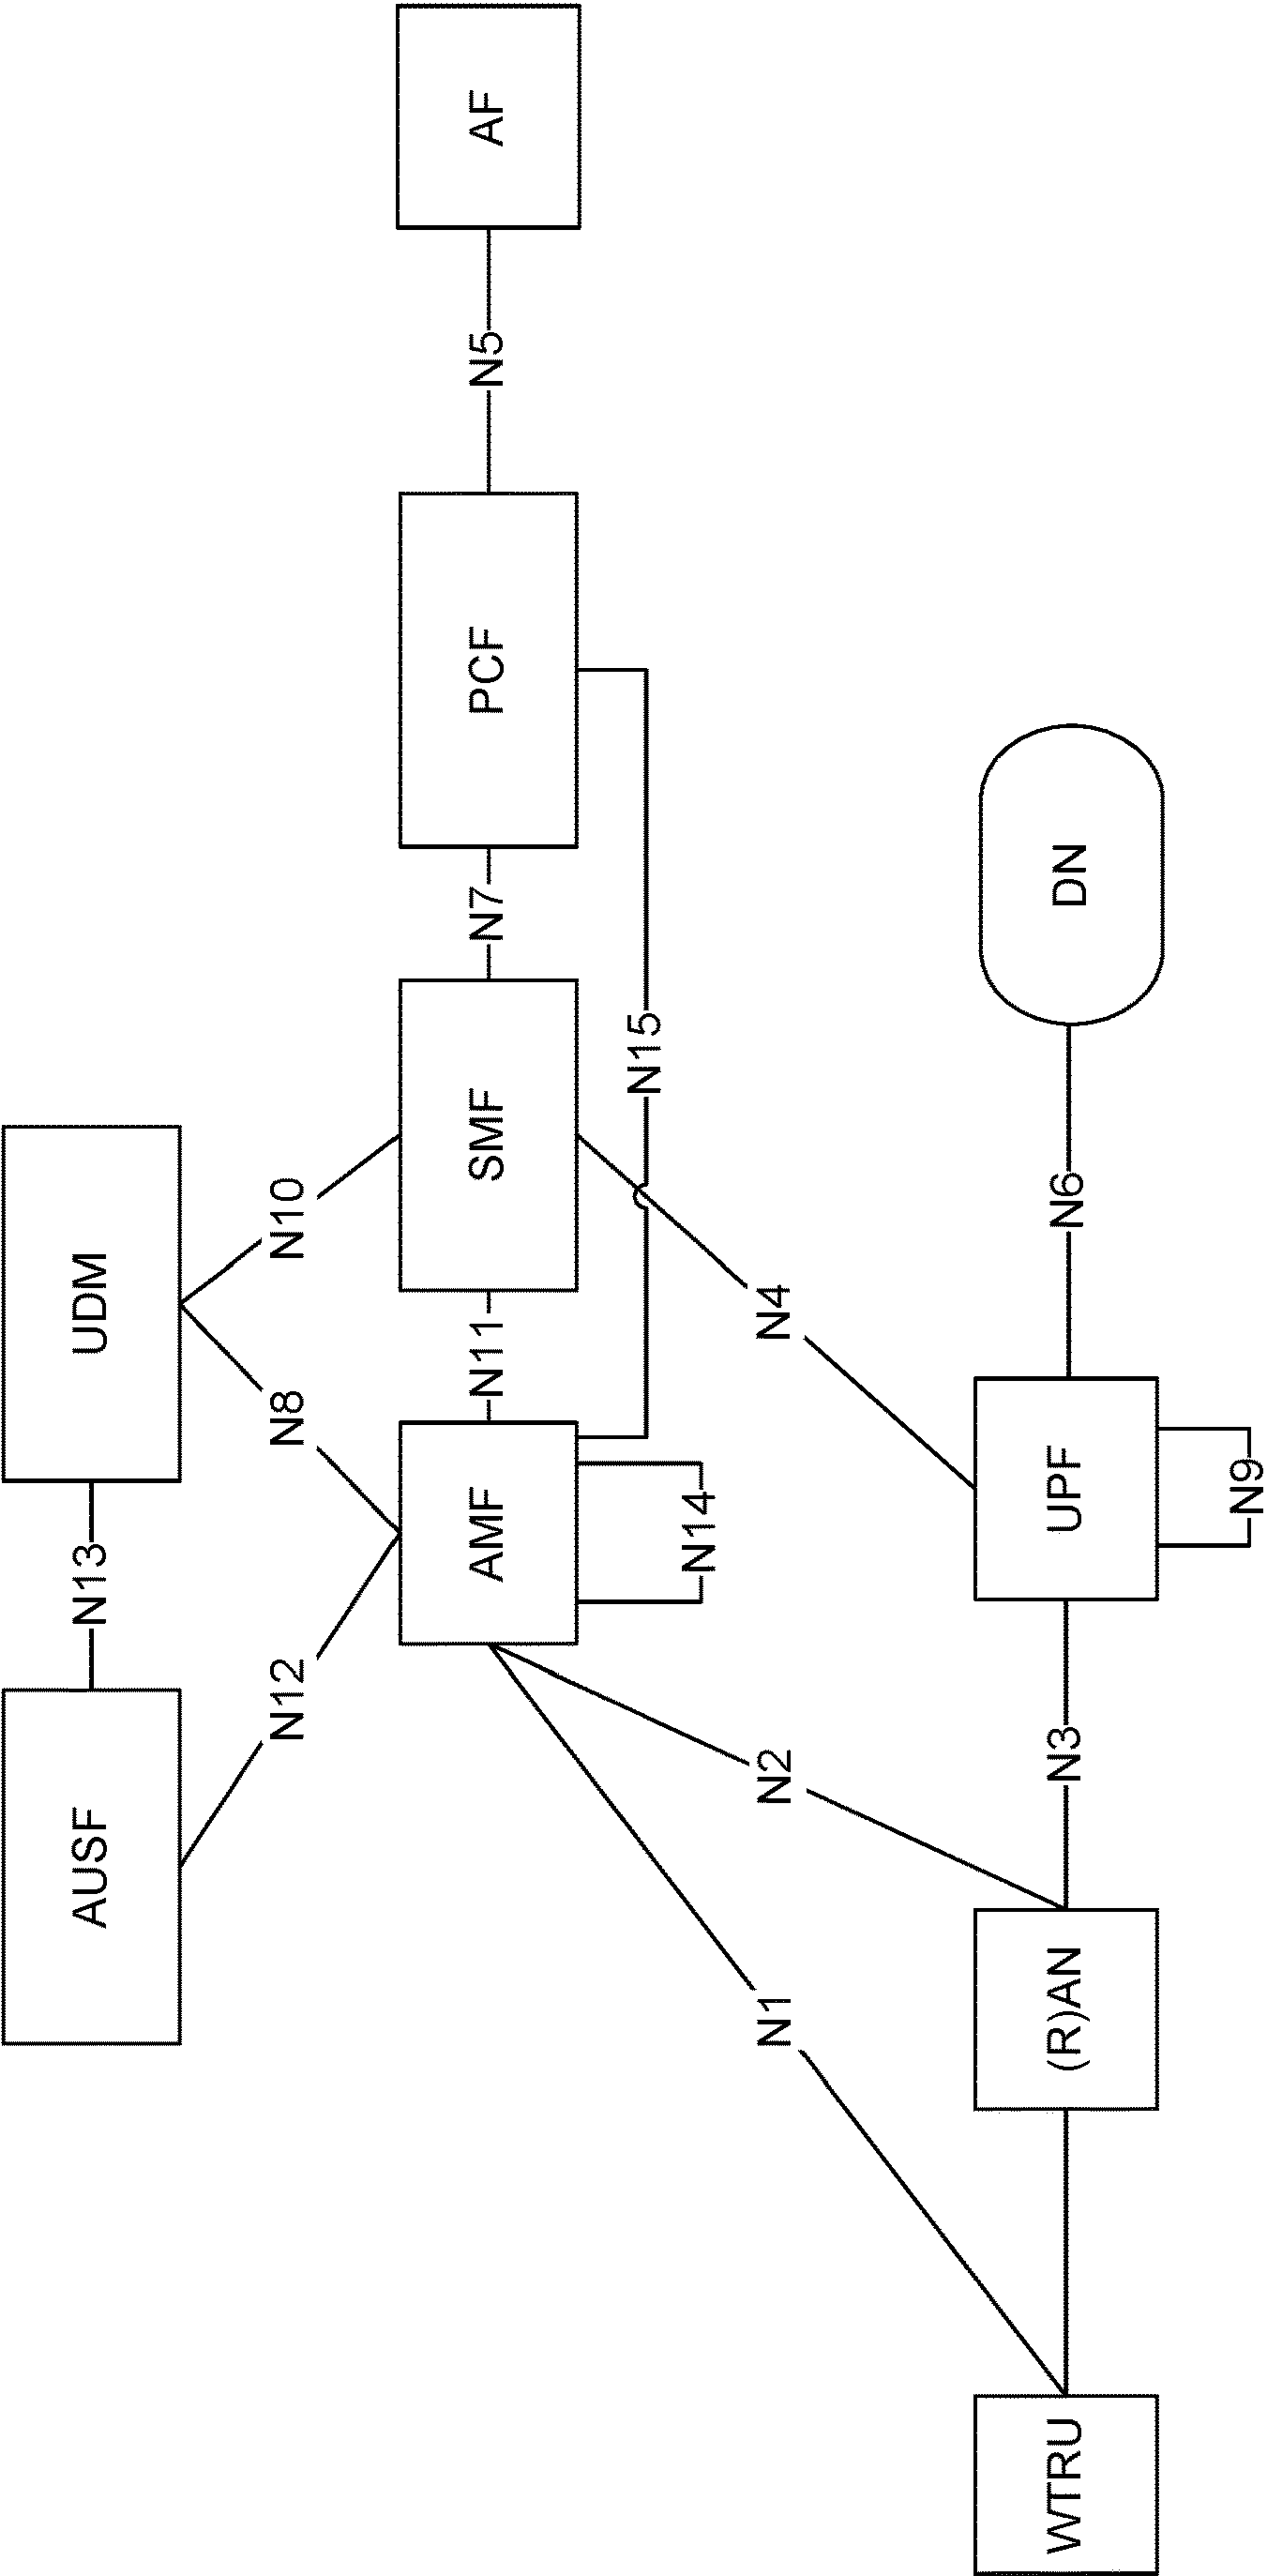 AUSF
N13
UDM
N12
N8
N10
AMF
N11
SMF
N7
PCF
N5
AF
N14
N15
N1
N2
N4
WTRU
(R)AN
N3
UPF
N6
DN
N9